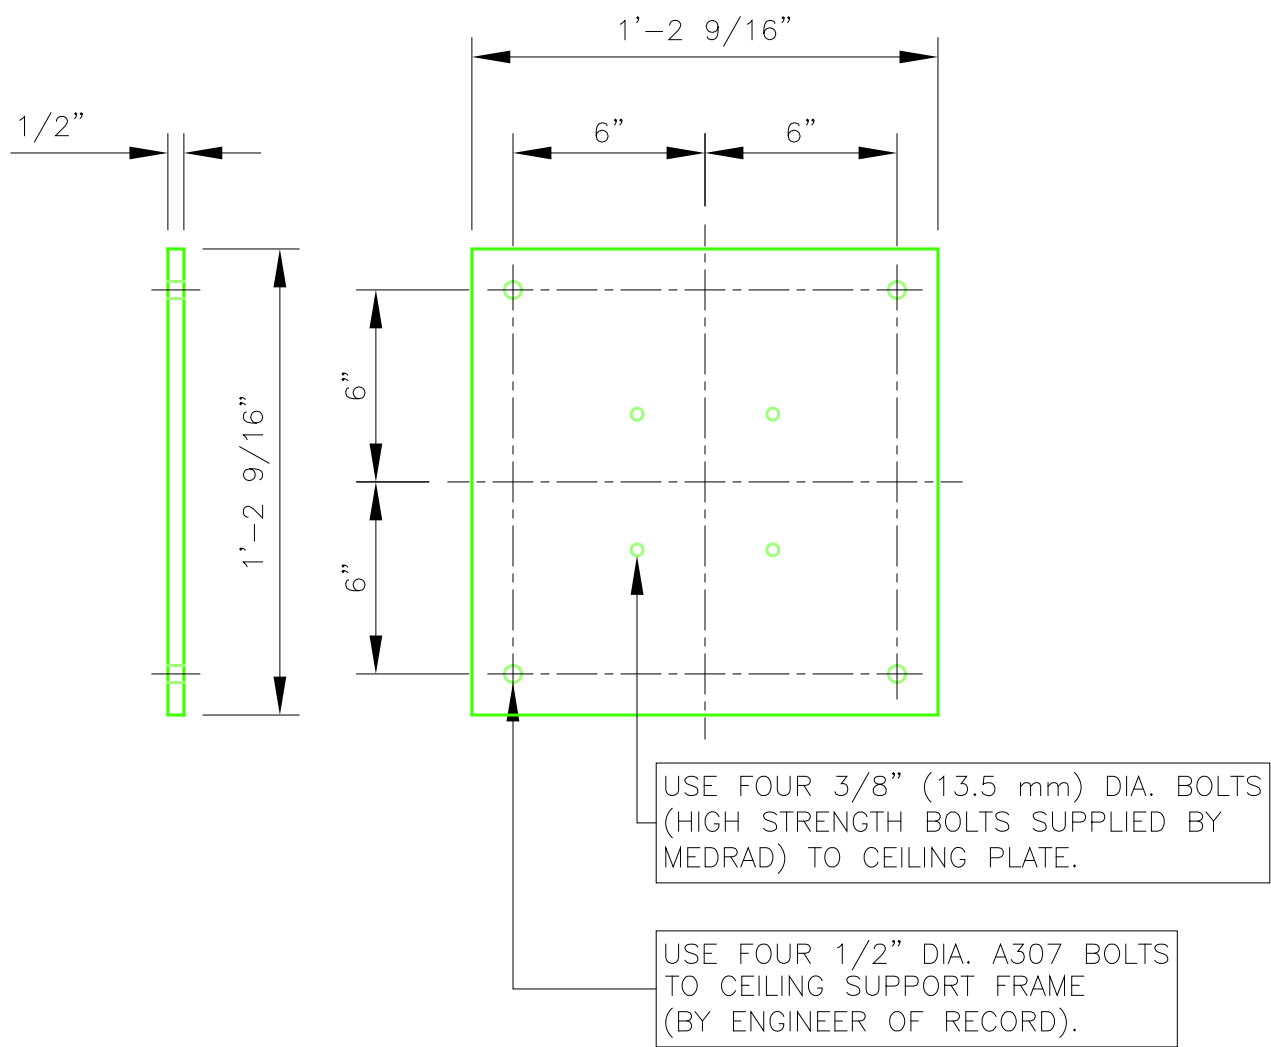 1'-2 9/16"
1/2"
6"
6"
6"
1'-2 9/16"
6"
USE FOUR 3/8" (13.5 mm) DIA. BOLTS
(HIGH STRENGTH BOLTS SUPPLIED BY
MEDRAD) TO CEILING PLATE.
USE FOUR 1/2" DIA. A307 BOLTS
TO CEILING SUPPORT FRAME
(BY ENGINEER OF RECORD).